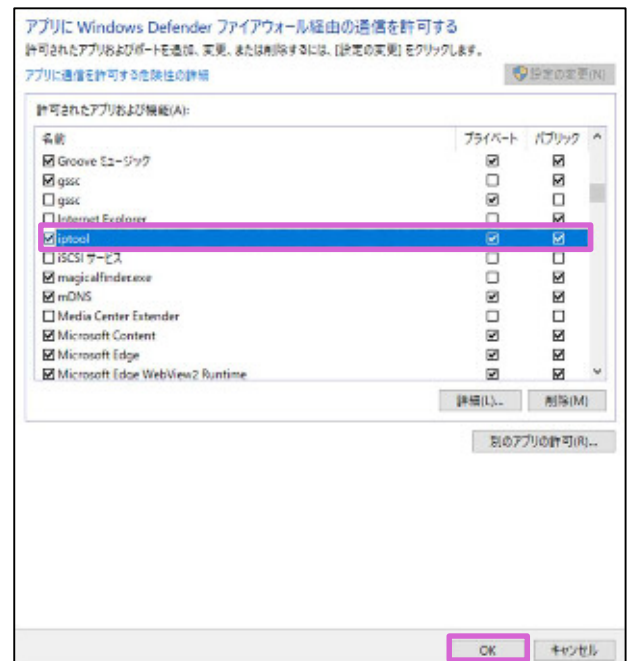 アプリに Windows Defender ファイアウォール経由の通信を許可する
許可されたアプリおよびポートを追加、変更、または削除するには、[設定の変更] をクリックします。
アプリに通信を許可する危険性の詳細
設定の変更(N)
許可されたアプリおよび機能(A):
名前 プライベート パブリック
Groove ミュージック
gssc
gssc
Internet Explorer
iptool
iSCSI サービス
magicalfinder.exe
mDNS
Media Center Extender
Microsoft Content
Microsoft Edge
Microsoft Edge WebView2 Runtime
詳細(L)... 削除(M)
別のアプリの許可(R)...
OK キャンセル